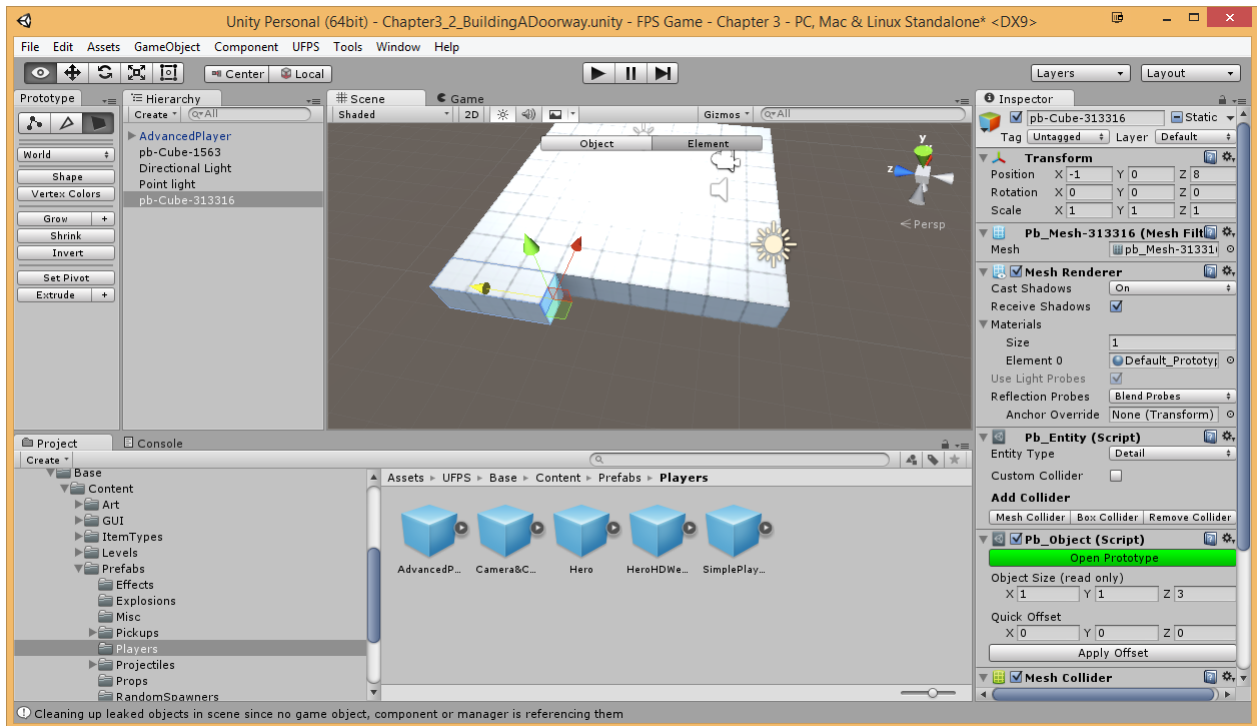 Unity Personal (64bit) - Chapter3_2_BuildingADoorway.unity - FPS Game - Chapter 3 - PC, Mac & Linux Standalone* <DX9>
File Edit Assets GameObject Component UFPS Tools Window Help
Center Local
Layers Layout
Prototype
World
Shape
Vertex Colors
Grow +
Shrink
Invert
Set Pivot
Extrude +
Hierarchy
Create All
AdvancedPlayer
pb-Cube-1563
Directional Light
Point light
pb-Cube-313316
Scene Game
Shaded 2D Gizmos All
Object Element
y
z
Persp
Inspector
pb-Cube-313316 Static
Tag Untagged Layer Default
Transform
Position X -1 Y 0 Z 8
Rotation X 0 Y 0 Z 0
Scale X 1 Y 1 Z 1
Pb_Mesh-313316 (Mesh Filt
Mesh pb_Mesh-31331
Mesh Renderer
Cast Shadows On
Receive Shadows
Materials
Size 1
Element 0 Default_Prototyp
Use Light Probes
Reflection Probes Blend Probes
Anchor Override None (Transform)
Pb_Entity (Script)
Entity Type Detail
Custom Collider
Add Collider
Mesh Collider Box Collider Remove Collider
Pb_Object (Script)
Open Prototype
Object Size (read only)
X 1 Y 1 Z 3
Quick Offset
X 0 Y 0 Z 0
Apply Offset
Mesh Collider
Project Console
Create
Base
Content
Art
GUI
ItemTypes
Levels
Prefabs
Effects
Explosions
Misc
Pickups
Players
Projectiles
Props
RandomSpawners
Assets UFPS Base Content Prefabs Players
AdvancedP... Camera&C... Hero HeroHDWe... SimplePlay...
Cleaning up leaked objects in scene since no game object, component or manager is referencing them